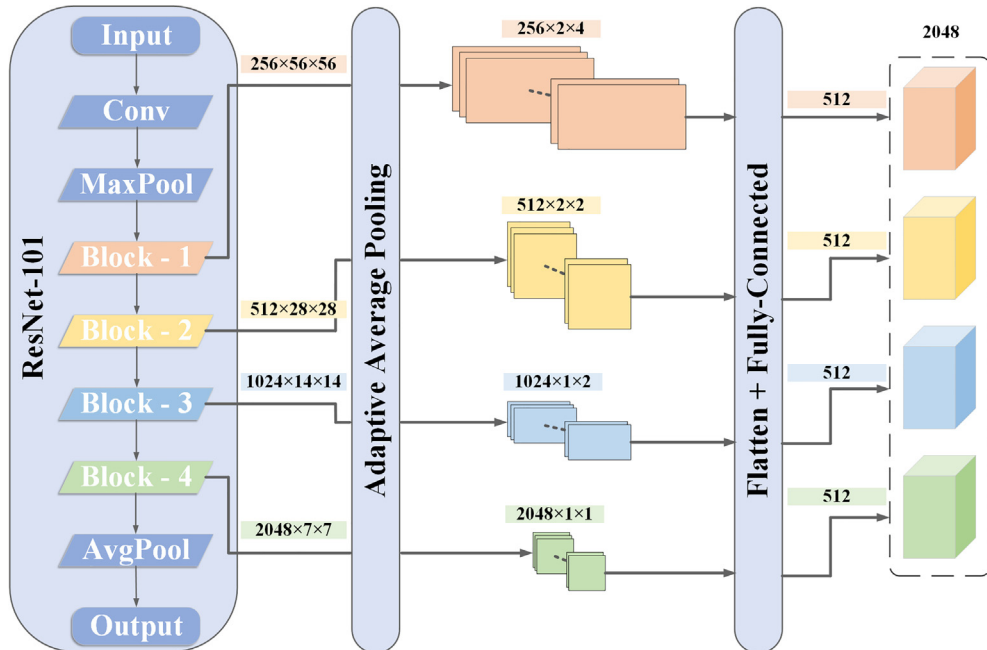 Input
Conv
MaxPool
Block - 1
Block - 2
Block - 3
Block - 4
AvgPool
Output
ResNet-101
256×56×56
512×28×28
1024×14×14
2048×7×7
Adaptive Average Pooling
256×2×4
512×2×2
1024×1×2
2048×1×1
Flatten + Fully-Connected
512
512
512
512
2048